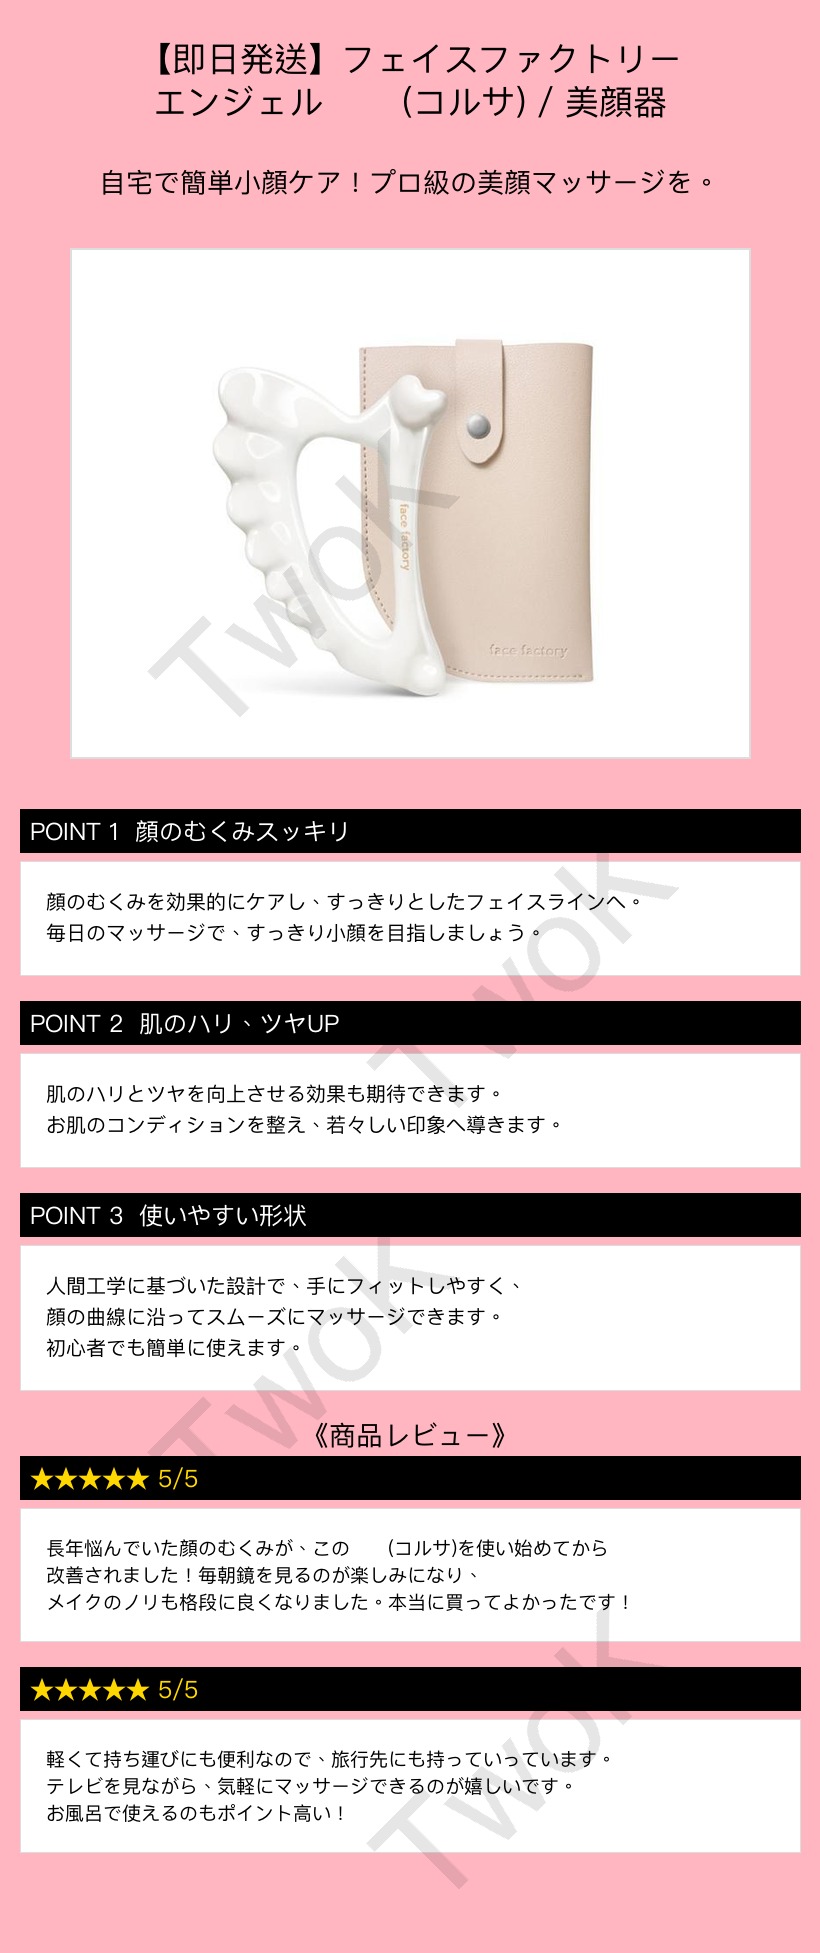 【即日発送】フェイスファクトリー
エンジェル　　(コルサ) / 美顔器
自宅で簡単小顔ケア！プロ級の美顔マッサージを。
face factory
face factory
TwoK
POINT 1 顔のむくみスッキリ
顔のむくみを効果的にケアし、すっきりとしたフェイスラインへ。
毎日のマッサージで、すっきり小顔を目指しましょう。
TwoK
POINT 2 肌のハリ、ツヤUP
肌のハリとツヤを向上させる効果も期待できます。
お肌のコンディションを整え、若々しい印象へ導きます。
POINT 3 使いやすい形状
人間工学に基づいた設計で、手にフィットしやすく、
顔の曲線に沿ってスムーズにマッサージできます。
初心者でも簡単に使えます。
TwoK
《商品レビュー》
★★★★★ 5/5
長年悩んでいた顔のむくみが、この　　(コルサ)を使い始めてから
改善されました！毎朝鏡を見るのが楽しみになり、
メイクのノリも格段に良くなりました。本当に買ってよかったです！
★★★★★ 5/5
軽くて持ち運びにも便利なので、旅行先にも持っていっています。
テレビを見ながら、気軽にマッサージできるのが嬉しいです。
お風呂で使えるのもポイント高い！
TwoK